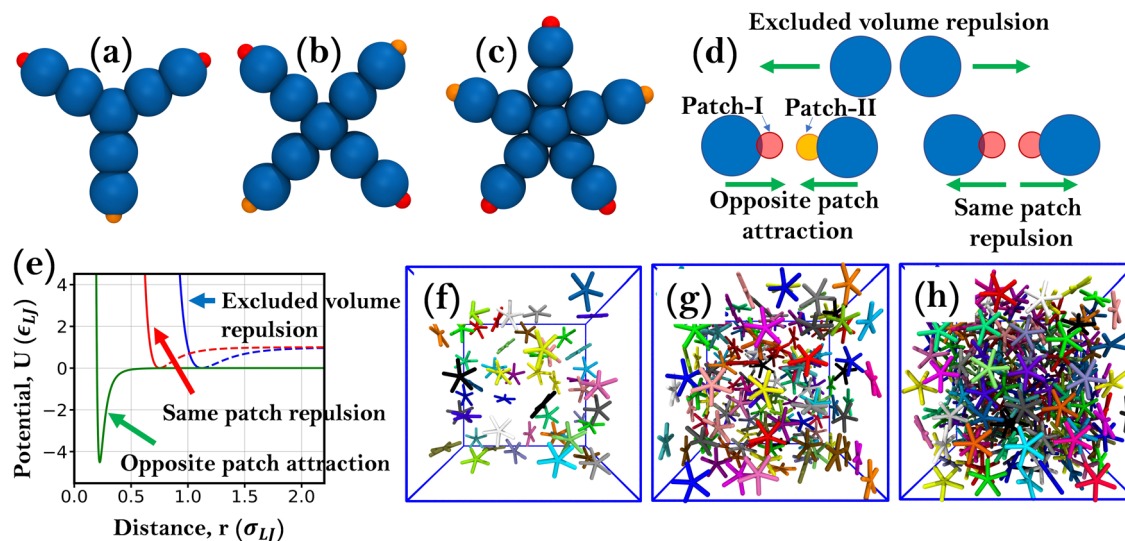 (a)
(b)
(c)
(d)
Excluded volume repulsion
Patch-I
Patch-II
Opposite patch
attraction
Same patch
repulsion
(e)
4
2
0
−2
−4
Potential, U (ϵ_LJ)
Excluded volume
repulsion
Same patch repulsion
Opposite patch attraction
0.0 0.5 1.0 1.5 2.0
Distance, r (σ_LJ)
(f)
(g)
(h)